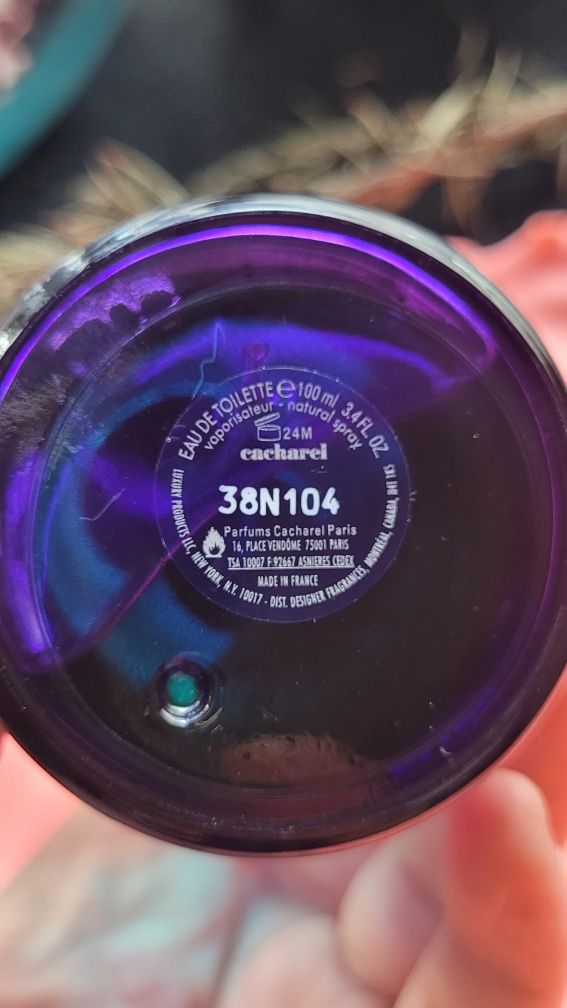 EAU DE TOILETTE ℮ 100 ml 3.4 FL.OZ.
vaporisateur - natural spray
24M
cacharel
38N104
Parfums Cacharel Paris
16, PLACE VENDÔME 75001 PARIS
TSA 10007 F-92667 ASNIERES CEDEX
MADE IN FRANCE
LUXURY PRODUCTS LLC, NEW YORK, N.Y. 10017 - DIST. DESIGNER FRAGRANCES, MONTREAL, CANADA, H4T 1K5